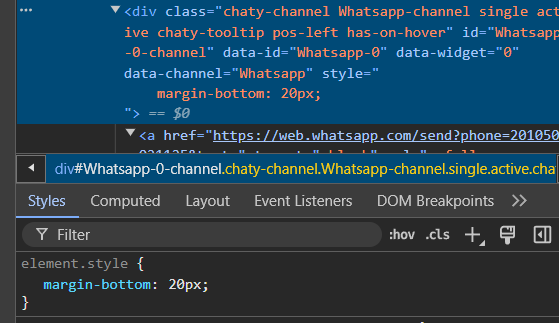 <div class="chaty-channel Whatsapp-channel single act
ive chaty-tooltip pos-left has-on-hover" id="Whatsapp
-0-channel" data-id="Whatsapp-0" data-widget="0"
data-channel="Whatsapp" style="
margin-bottom: 20px;
"> == $0
<a href="https://web.whatsapp.com/send?phone=201050
div#Whatsapp-0-channel.chaty-channel.Whatsapp-channel.single.active.cha
Styles Computed Layout Event Listeners DOM Breakpoints
Filter :hov .cls
element.style {
margin-bottom: 20px;
}